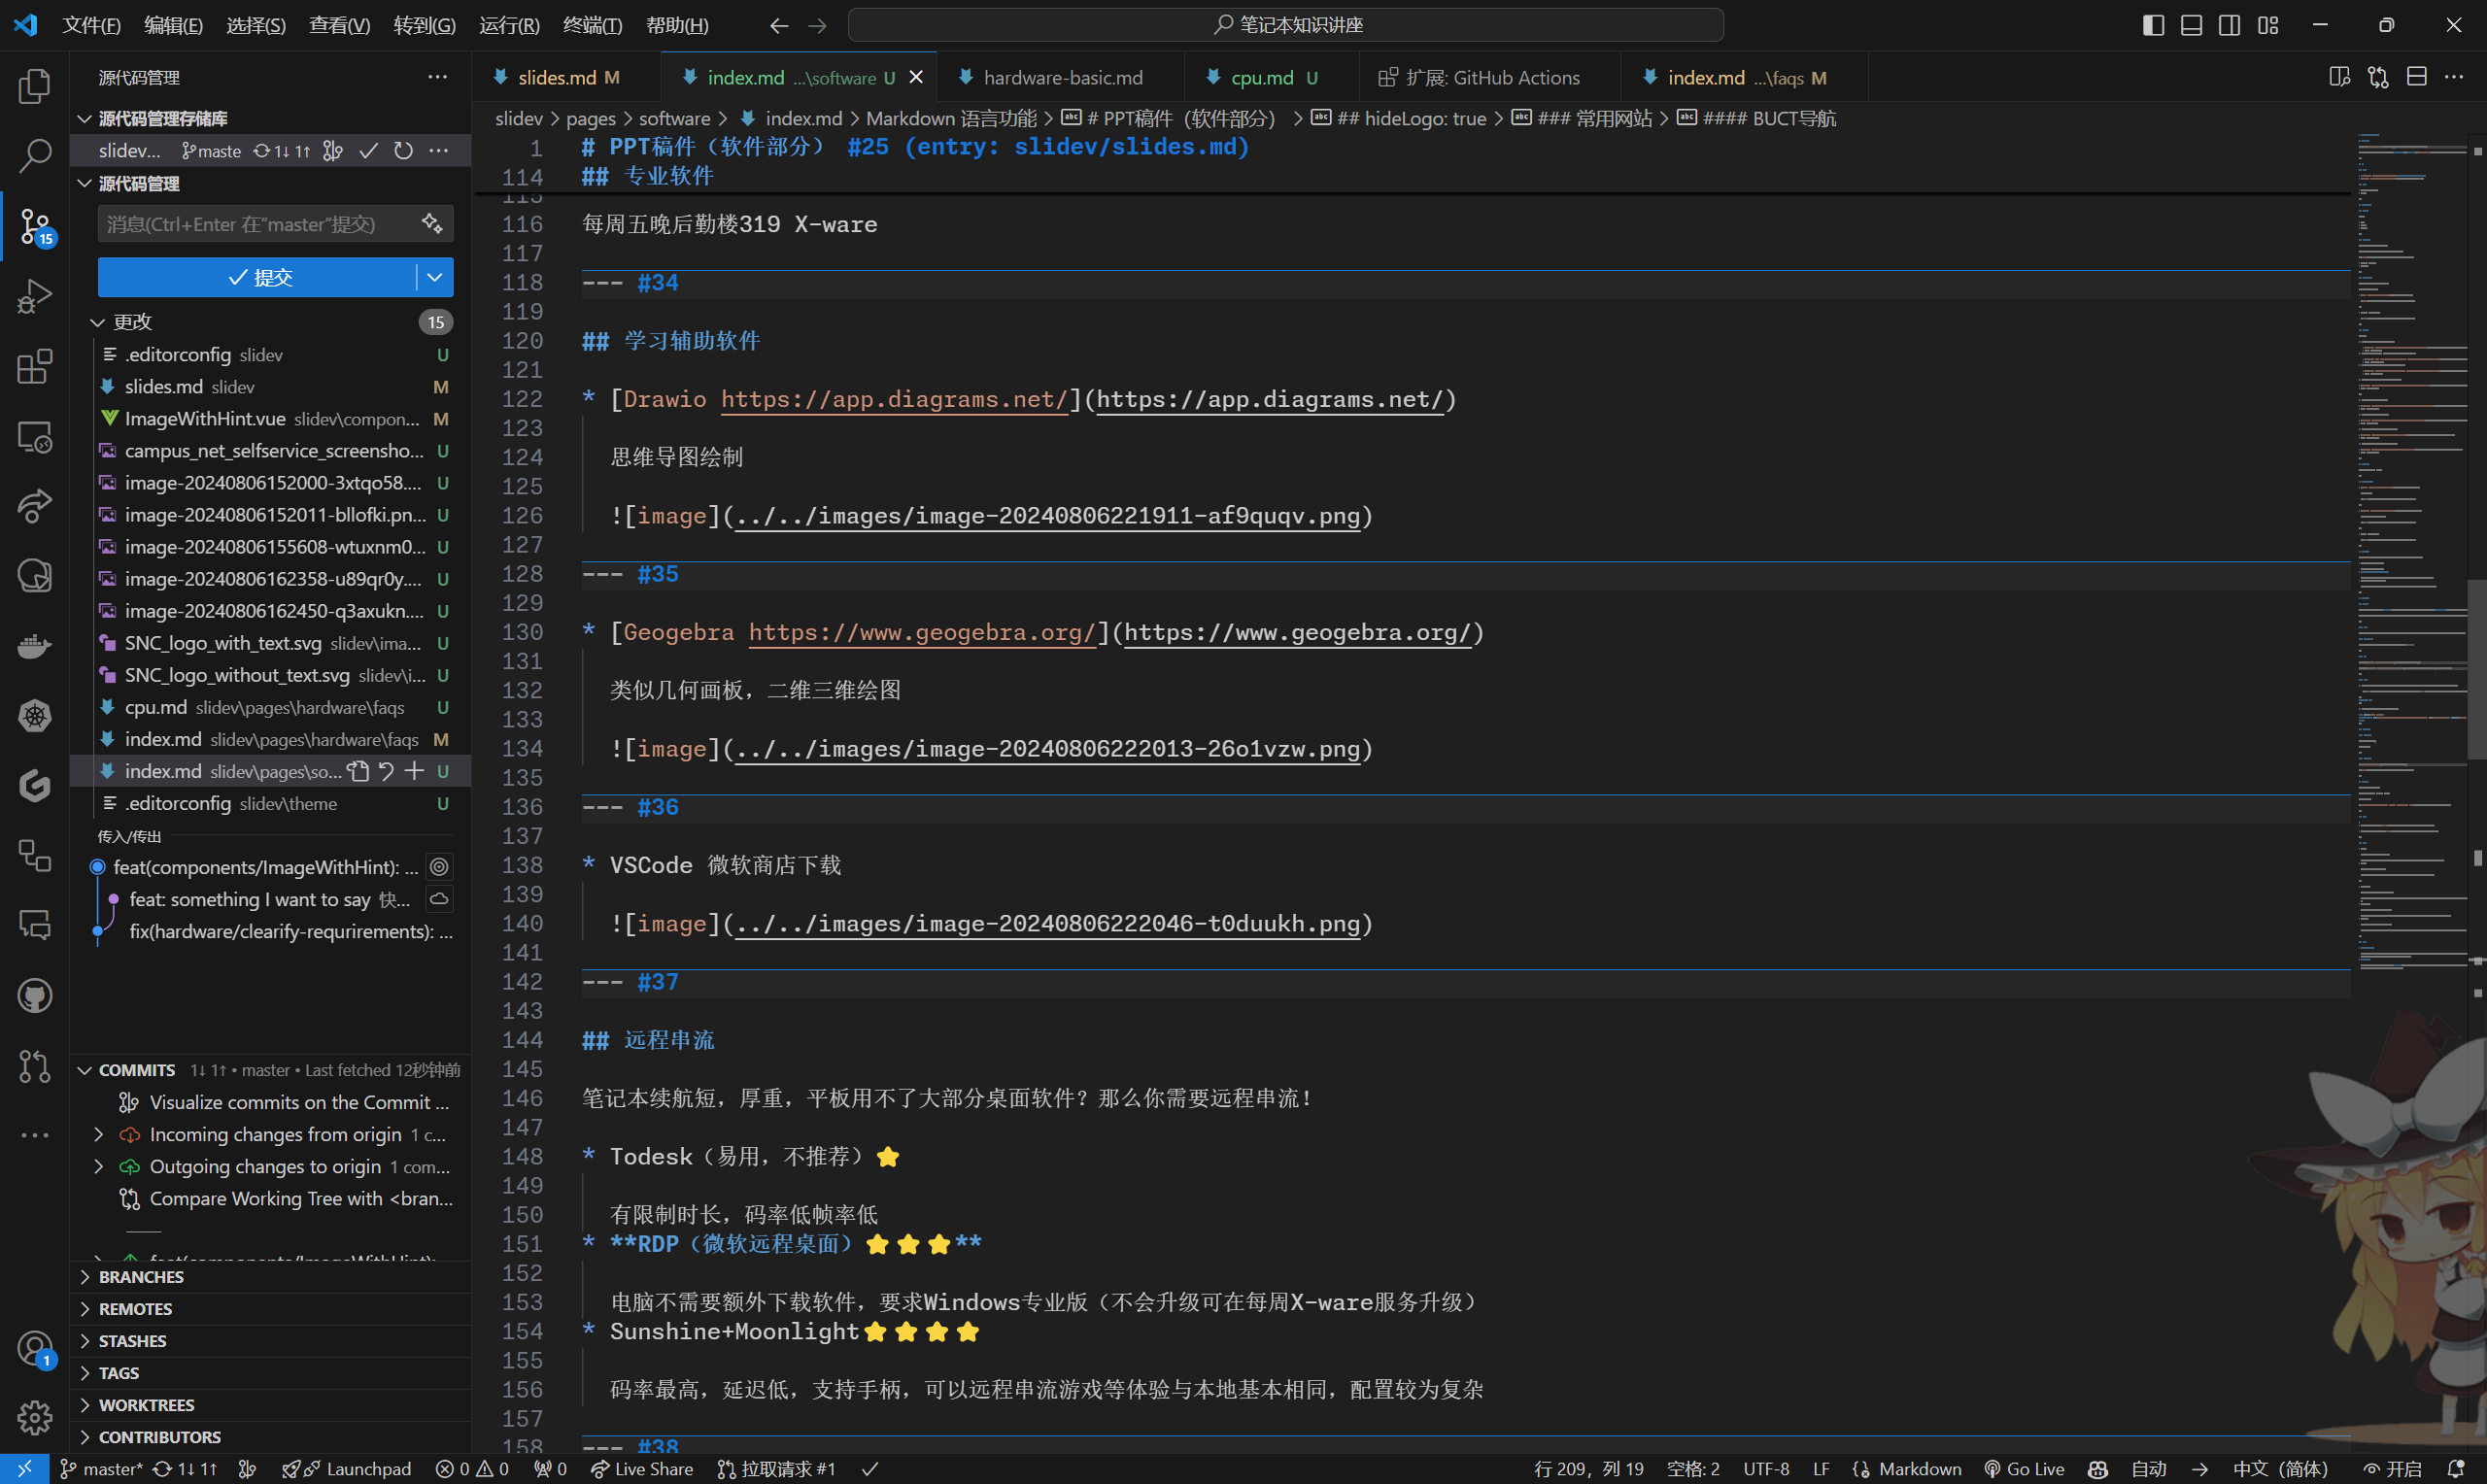 文件(F) 编辑(E) 选择(S) 查看(V) 转到(G) 运行(R) 终端(T) 帮助(H) 笔记本知识讲座
源代码管理
slides.md M index.md ...\software U hardware-basic.md cpu.md U 扩展: GitHub Actions index.md ...\faqs M
slidev > pages > software > index.md > Markdown 语言功能 > # PPT稿件（软件部分） > ## hideLogo: true > ### 常用网站 > #### BUCT导航
源代码管理存储库
slidev... maste 1↓ 1↑
源代码管理
消息(Ctrl+Enter 在“master”提交)
提交
更改 15
.editorconfig slidev U
slides.md slidev M
ImageWithHint.vue slidev\compon... M
campus_net_selfservice_screensho... U
image-20240806152000-3xtqo58.... U
image-20240806152011-bllofki.pn... U
image-20240806155608-wtuxnm0... U
image-20240806162358-u89qr0y.... U
image-20240806162450-q3axukn.... U
SNC_logo_with_text.svg slidev\ima... U
SNC_logo_without_text.svg slidev\i... U
cpu.md slidev\pages\hardware\faqs U
index.md slidev\pages\hardware\faqs M
index.md slidev\pages\so... U
.editorconfig slidev\theme U
传入/传出
feat(components/ImageWithHint): ...
feat: something I want to say 快...
fix(hardware/clearify-requrirements): ...
COMMITS 1↓ 1↑ • master • Last fetched 12秒钟前
Visualize commits on the Commit ...
Incoming changes from origin 1 c...
Outgoing changes to origin 1 com...
Compare Working Tree with <bran...
feat(components/ImageWithHint):
BRANCHES
REMOTES
STASHES
TAGS
WORKTREES
CONTRIBUTORS
15
1
1 # PPT稿件（软件部分） #25 (entry: slidev/slides.md)
114 ## 专业软件
115
116 每周五晚后勤楼319 X-ware
117
118 --- #34
119
120 ## 学习辅助软件
121
122 * [Drawio https://app.diagrams.net/](https://app.diagrams.net/)
123
124 思维导图绘制
125
126 ![image](../../images/image-20240806221911-af9quqv.png)
127
128 --- #35
129
130 * [Geogebra https://www.geogebra.org/](https://www.geogebra.org/)
131
132 类似几何画板，二维三维绘图
133
134 ![image](../../images/image-20240806222013-26o1vzw.png)
135
136 --- #36
137
138 * VSCode 微软商店下载
139
140 ![image](../../images/image-20240806222046-t0duukh.png)
141
142 --- #37
143
144 ## 远程串流
145
146 笔记本续航短，厚重，平板用不了大部分桌面软件？那么你需要远程串流！
147
148 * Todesk（易用，不推荐）⭐
149
150 有限制时长，码率低帧率低
151 * **RDP（微软远程桌面）⭐⭐⭐**
152
153 电脑不需要额外下载软件，要求Windows专业版（不会升级可在每周X-ware服务升级）
154 * Sunshine+Moonlight⭐⭐⭐⭐
155
156 码率最高，延迟低，支持手柄，可以远程串流游戏等体验与本地基本相同，配置较为复杂
157
158 --- #38
master* 1↓ 1↑ Launchpad 0 0 0 Live Share 拉取请求 #1 行 209，列 19 空格: 2 UTF-8 LF Markdown Go Live 自动 中文（简体） 开启